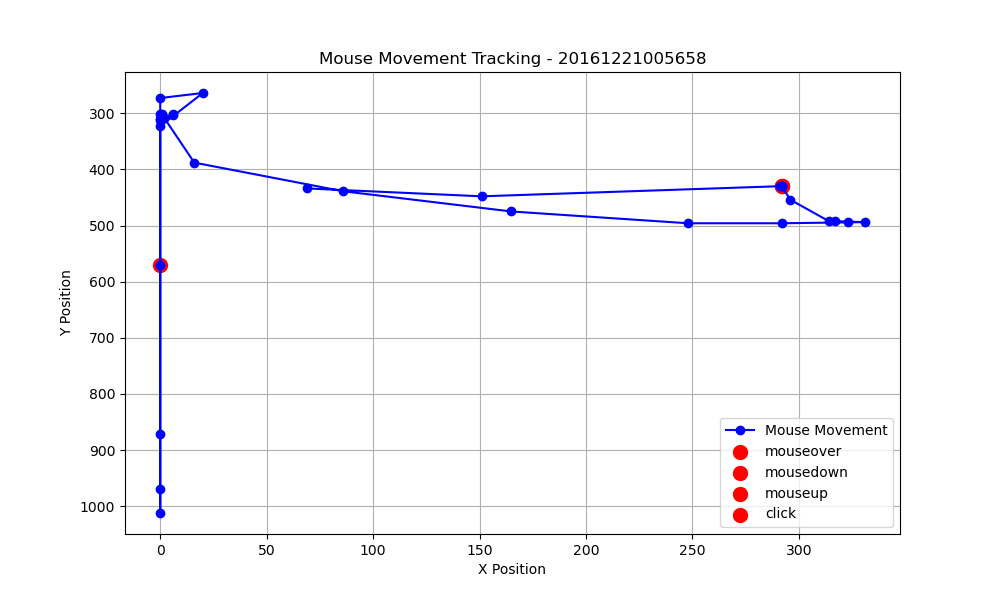 Mouse Movement Tracking - 20161221005658
300
400
500
600
700
800
900
1000
Y Position
0 50 100 150 200 250 300
X Position
Mouse Movement
mouseover
mousedown
mouseup
click